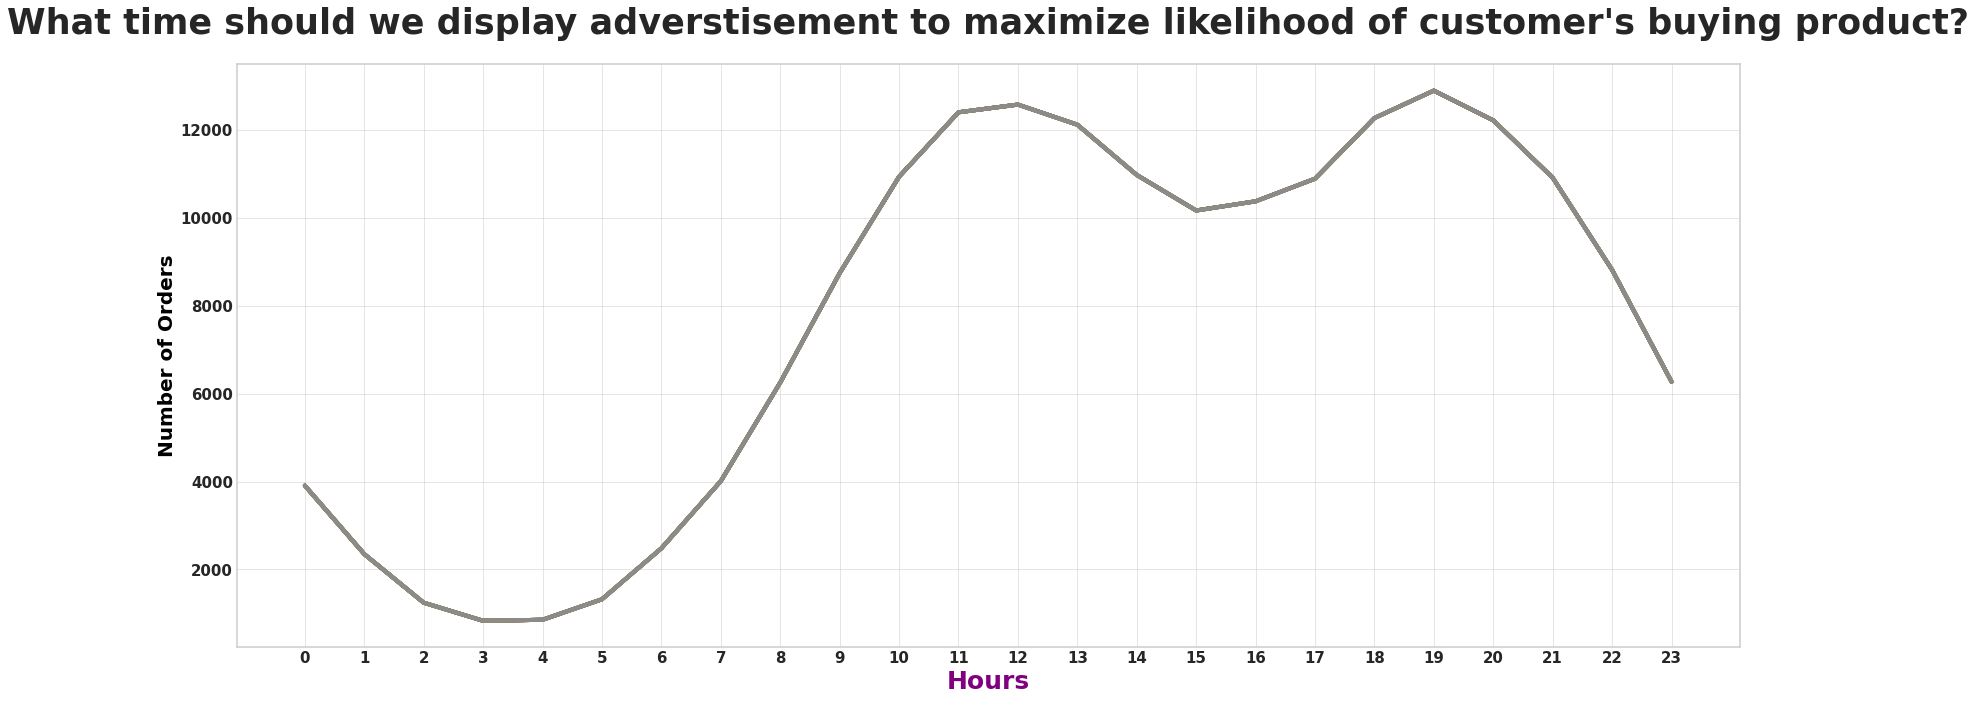 What time should we display adverstisement to maximize likelihood of customer's buying product?
12000
10000
8000
6000
4000
2000
Number of Orders
0 1 2 3 4 5 6 7 8 9 10 11 12 13 14 15 16 17 18 19 20 21 22 23
Hours